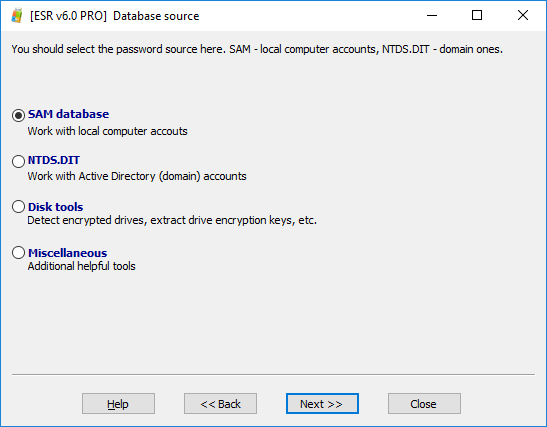 [ESR v6.0 PRO] Database source
You should select the password source here. SAM - local computer accounts, NTDS.DIT - domain ones.
SAM database
Work with local computer accouts
NTDS.DIT
Work with Active Directory (domain) accounts
Disk tools
Detect encrypted drives, extract drive encryption keys, etc.
Miscellaneous
Additional helpful tools
Help << Back Next >> Close